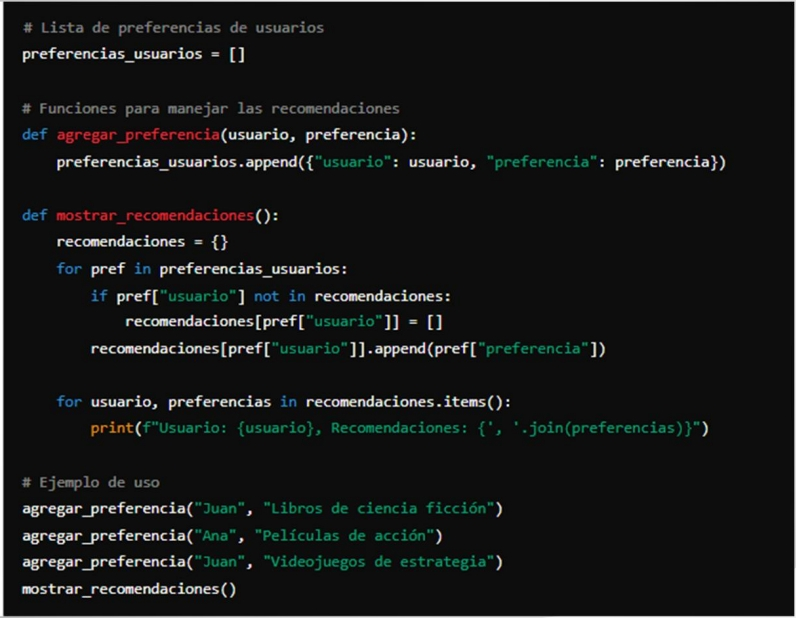 # Lista de preferencias de usuarios
preferencias_usuarios = []
# Funciones para manejar las recomendaciones
def agregar_preferencia(usuario, preferencia):
    preferencias_usuarios.append({"usuario": usuario, "preferencia": preferencia})
def mostrar_recomendaciones():
    recomendaciones = {}
    for pref in preferencias_usuarios:
        if pref["usuario"] not in recomendaciones:
            recomendaciones[pref["usuario"]] = []
        recomendaciones[pref["usuario"]].append(pref["preferencia"])
    for usuario, preferencias in recomendaciones.items():
        print(f"Usuario: {usuario}, Recomendaciones: {', '.join(preferencias)}")
# Ejemplo de uso
agregar_preferencia("Juan", "Libros de ciencia ficción")
agregar_preferencia("Ana", "Películas de acción")
agregar_preferencia("Juan", "Videojuegos de estrategia")
mostrar_recomendaciones()